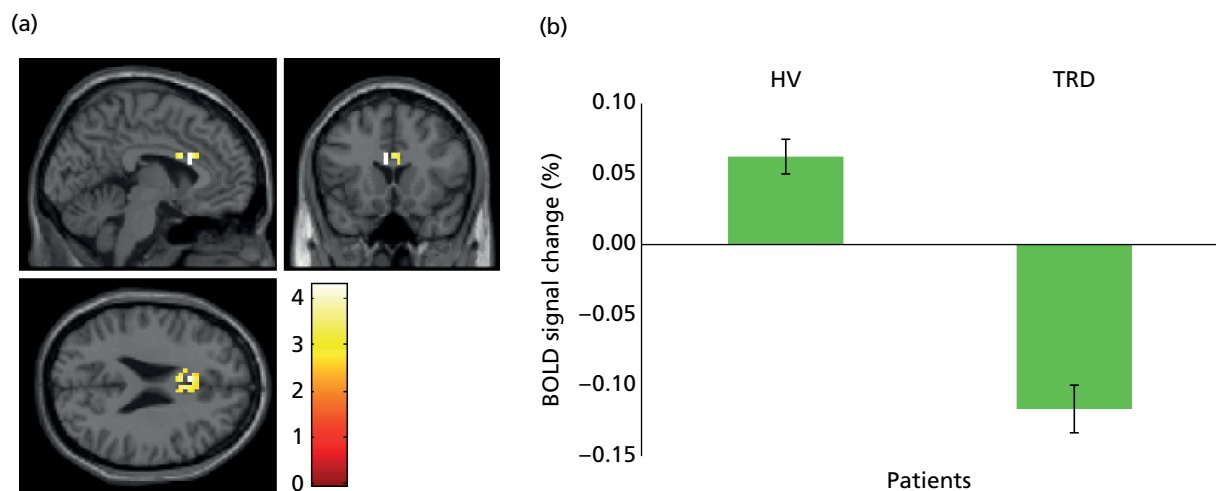 (a)
4
3
2
1
0
(b)
HV
TRD
0.10
0.05
0.00
−0.05
−0.10
−0.15
BOLD signal change (%)
Patients